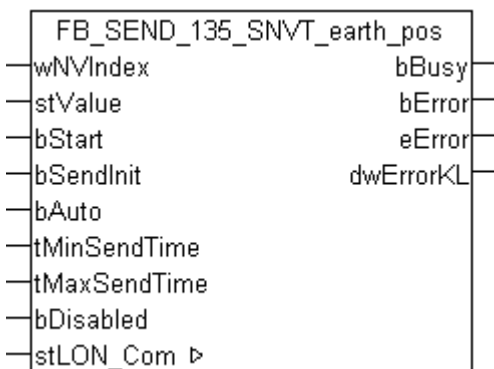 FB_SEND_135_SNVT_earth_pos
wNVIndex bBusy
stValue bError
bStart eError
bSendInit dwErrorKL
bAuto
tMinSendTime
tMaxSendTime
bDisabled
stLON_Com ▷